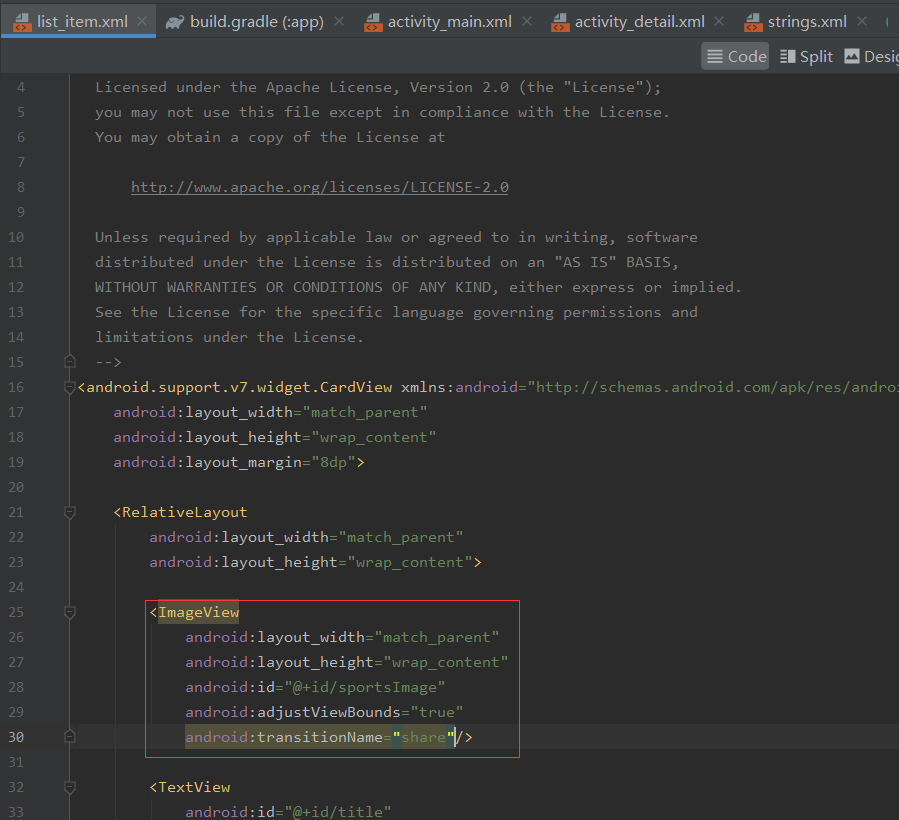 list_item.xml build.gradle (:app) activity_main.xml activity_detail.xml strings.xml
Code Split Desig
4 Licensed under the Apache License, Version 2.0 (the "License");
5 you may not use this file except in compliance with the License.
6 You may obtain a copy of the License at
7
8 http://www.apache.org/licenses/LICENSE-2.0
9
10 Unless required by applicable law or agreed to in writing, software
11 distributed under the License is distributed on an "AS IS" BASIS,
12 WITHOUT WARRANTIES OR CONDITIONS OF ANY KIND, either express or implied.
13 See the License for the specific language governing permissions and
14 limitations under the License.
15 -->
16 <android.support.v7.widget.CardView xmlns:android="http://schemas.android.com/apk/res/andro
17 android:layout_width="match_parent"
18 android:layout_height="wrap_content"
19 android:layout_margin="8dp">
20
21 <RelativeLayout
22 android:layout_width="match_parent"
23 android:layout_height="wrap_content">
24
25 <ImageView
26 android:layout_width="match_parent"
27 android:layout_height="wrap_content"
28 android:id="@+id/sportsImage"
29 android:adjustViewBounds="true"
30 android:transitionName="share"/>
31
32 <TextView
33 android:id="@+id/title"